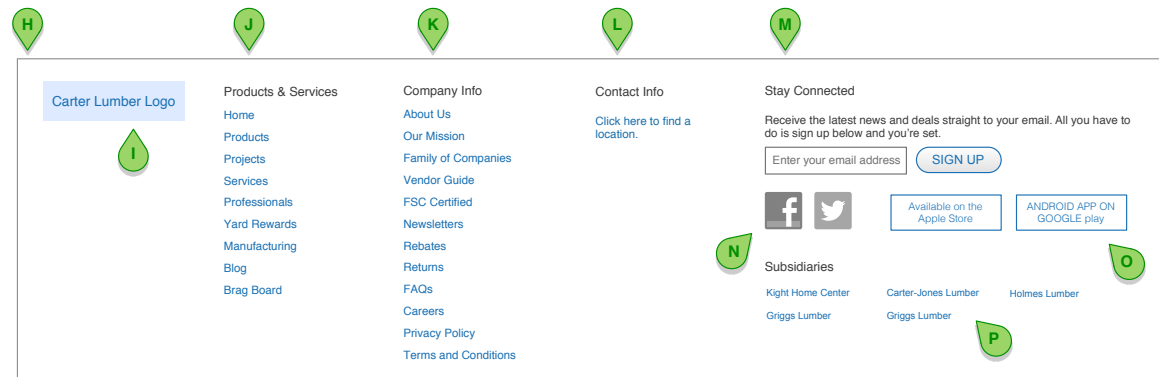 H
J
K
L
M
Carter Lumber Logo
I
Products & Services
Home
Products
Projects
Services
Professionals
Yard Rewards
Manufacturing
Blog
Brag Board
Company Info
About Us
Our Mission
Family of Companies
Vendor Guide
FSC Certified
Newsletters
Rebates
Returns
FAQs
Careers
Privacy Policy
Terms and Conditions
Contact Info
Click here to find a
location.
Stay Connected
Receive the latest news and deals straight to your email. All you have to
do is sign up below and you're set.
Enter your email address
SIGN UP
f
Available on the
Apple Store
ANDROID APP ON
GOOGLE play
N
O
Subsidiaries
Kight Home Center
Carter-Jones Lumber
Holmes Lumber
Griggs Lumber
Griggs Lumber
P